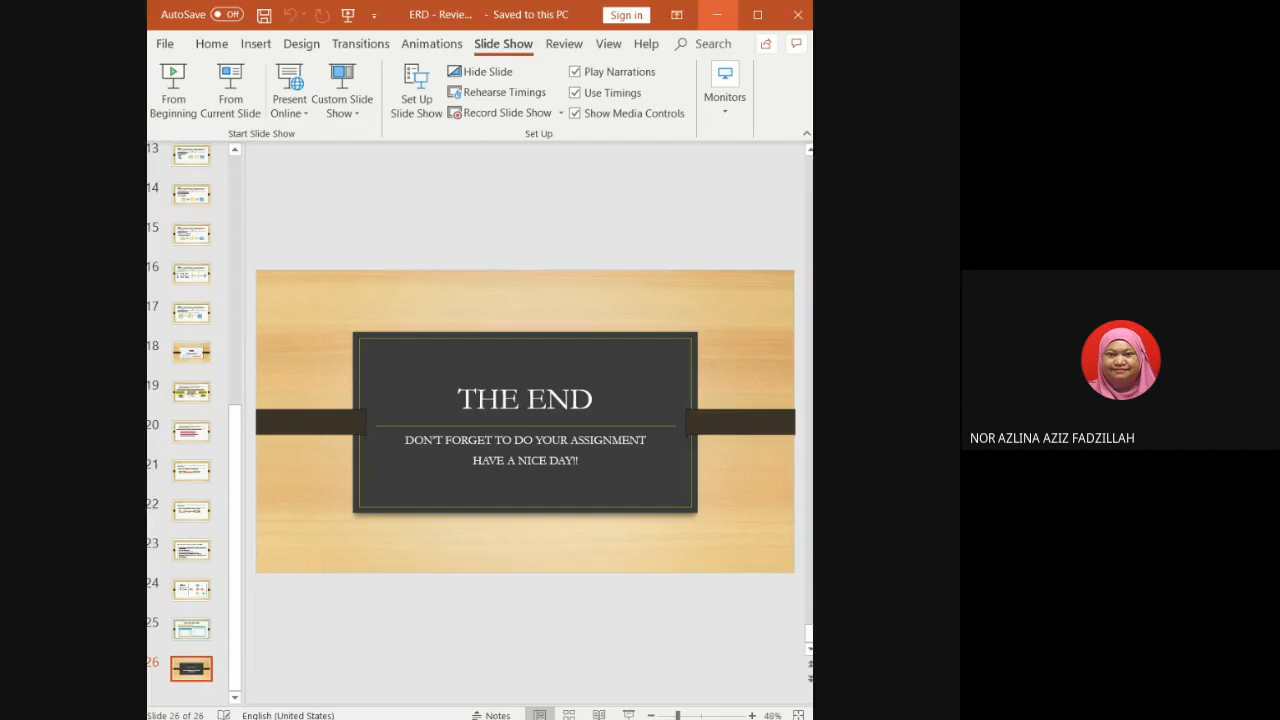 AutoSave Off ERD - Revie... - Saved to this PC Sign in
File Home Insert Design Transitions Animations Slide Show Review View Help Search
From Beginning
From Current Slide
Present Online
Custom Slide Show
Start Slide Show
Set Up Slide Show
Hide Slide
Rehearse Timings
Record Slide Show
Play Narrations
Use Timings
Show Media Controls
Set Up
Monitors
13
14
15
16
17
18
19
20
21
22
23
24
25
26
THE END
DON'T FORGET TO DO YOUR ASSIGNMENT
HAVE A NICE DAY!!
NOR AZLINA AZIZ FADZILLAH
Slide 26 of 26 English (United States) Notes 48%